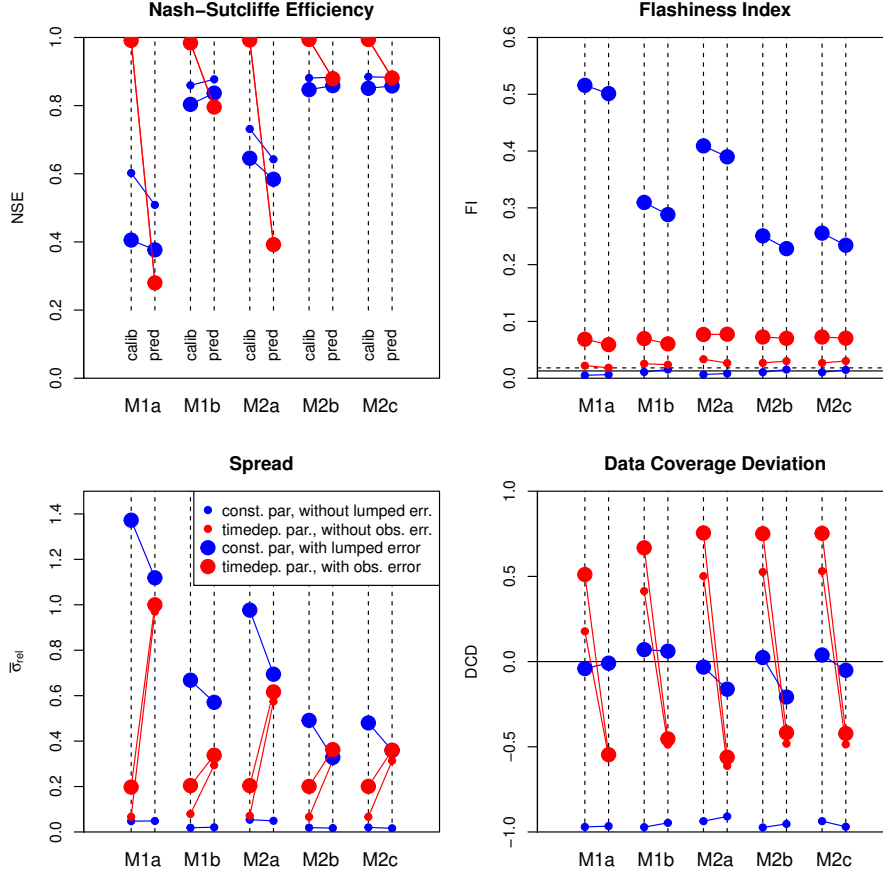 Nash−Sutcliffe Efficiency
NSE
1.0
0.8
0.6
0.4
0.2
0.0
calib
pred
calib
pred
calib
pred
calib
pred
calib
pred
M1a M1b M2a M2b M2c
Flashiness Index
FI
0.6
0.5
0.4
0.3
0.2
0.1
0.0
M1a M1b M2a M2b M2c
Spread
σ̅rel
1.4
1.2
1.0
0.8
0.6
0.4
0.2
0.0
const. par, without lumped err.
timedep. par., without obs. err.
const. par, with lumped error
timedep. par., with obs. error
M1a M1b M2a M2b M2c
Data Coverage Deviation
DCD
1.0
0.5
0.0
−0.5
−1.0
M1a M1b M2a M2b M2c